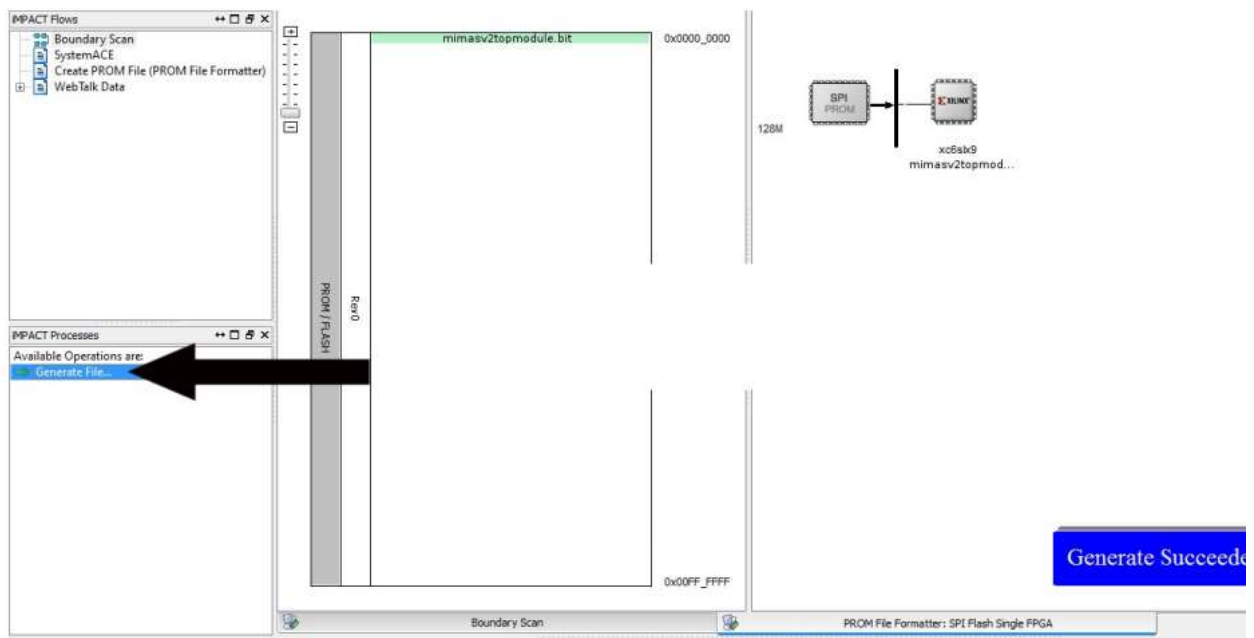 iMPACT Flows
Boundary Scan
SystemACE
Create PROM File (PROM File Formatter)
WebTalk Data
iMPACT Processes
Available Operations are:
Generate File...
PROM / FLASH
Rev0
mimasv2topmodule.bit
0x0000_0000
0x00FF_FFFF
128M
SPI
PROM
XILINX
xc6slx9
mimasv2topmod...
Generate Succeede
Boundary Scan
PROM File Formatter: SPI Flash Single FPGA